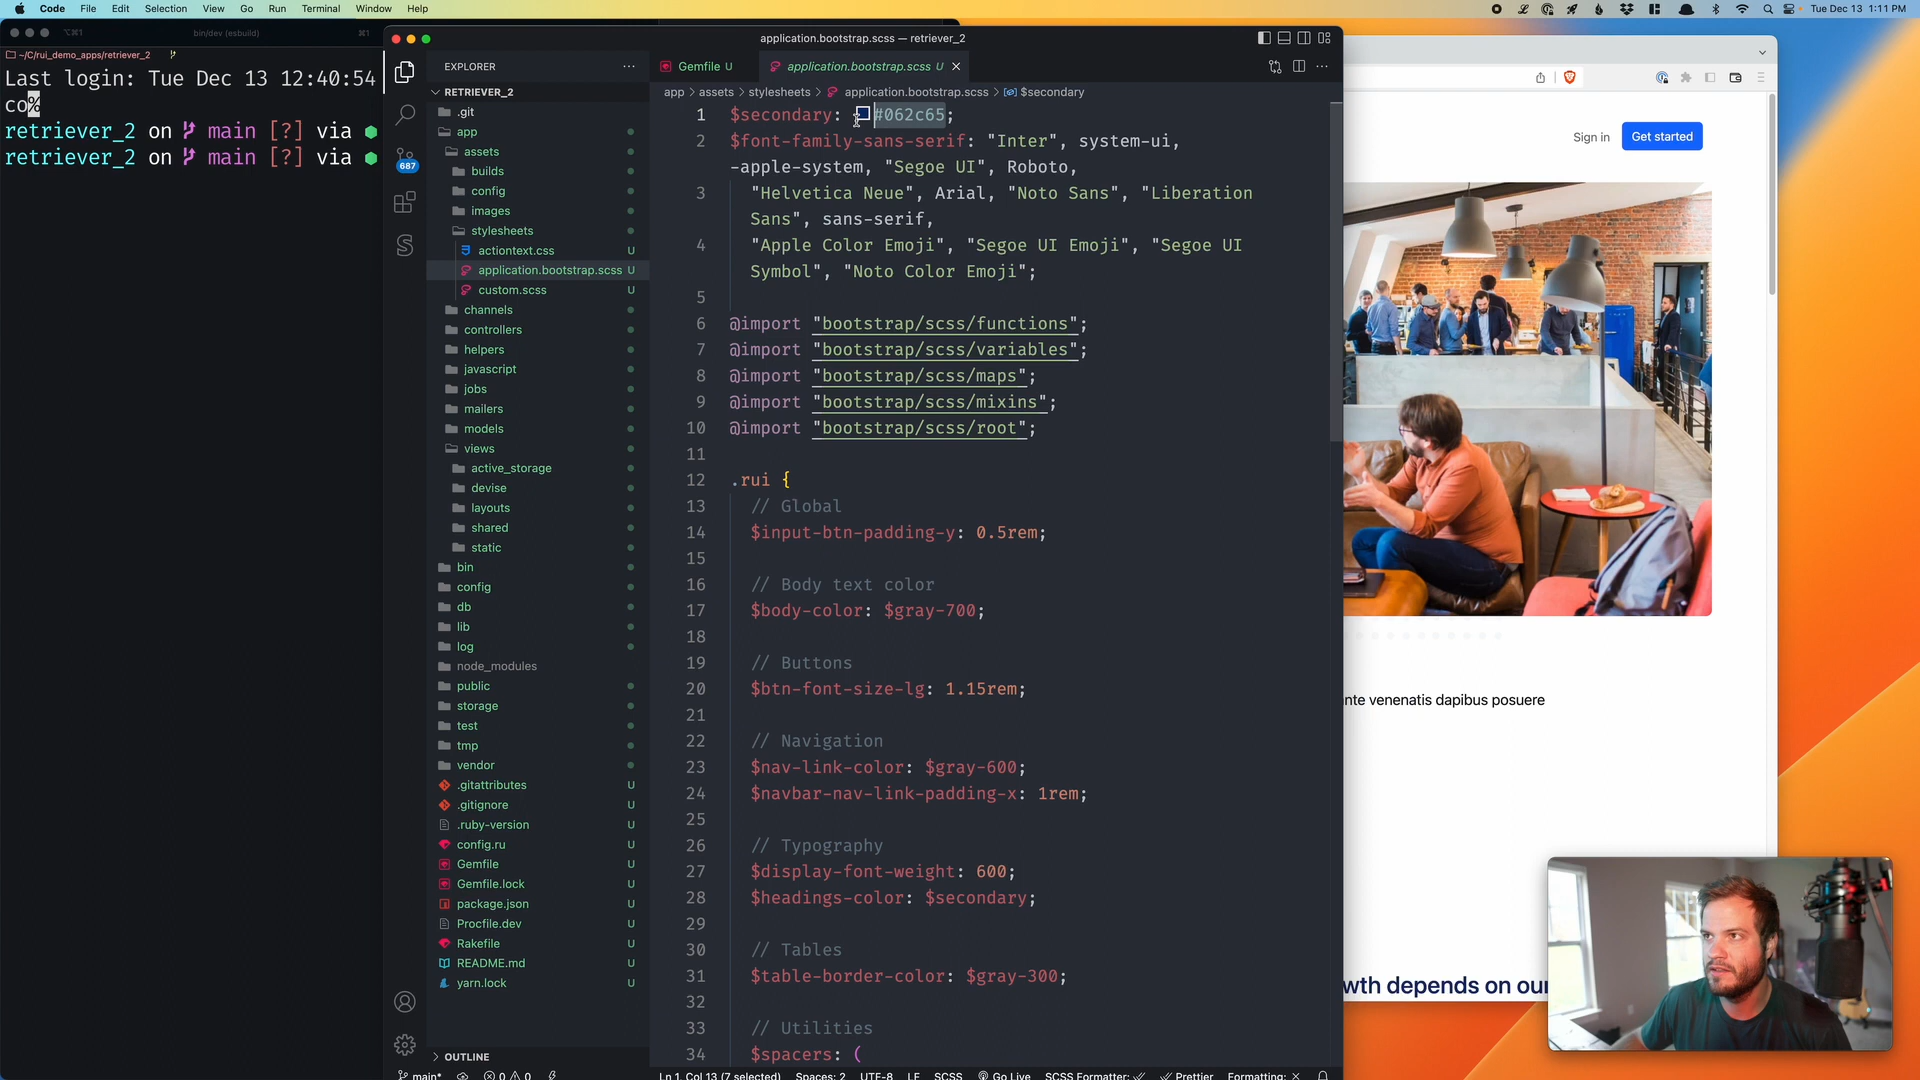 Code File Edit Selection View Go Run Terminal Window Help
Tue Dec 13 1:11 PM
⌥⌘1
bin/dev (esbuild)
⌘1
~/C/rui_demo_apps/retriever_2
Last login: Tue Dec 13 12:40:54
co%
retriever_2 on main [?] via
retriever_2 on main [?] via
application.bootstrap.scss — retriever_2
687
EXPLORER
RETRIEVER_2
.git
app
assets
builds
config
images
stylesheets
actiontext.css U
application.bootstrap.scss U
custom.scss U
channels
controllers
helpers
javascript
jobs
mailers
models
views
active_storage
devise
layouts
shared
static
bin
config
db
lib
log
node_modules
public
storage
test
tmp
vendor
.gitattributes U
.gitignore U
.ruby-version U
config.ru U
Gemfile U
Gemfile.lock U
package.json U
Procfile.dev U
Rakefile U
README.md U
yarn.lock U
OUTLINE
Gemfile U
application.bootstrap.scss U
app > assets > stylesheets > application.bootstrap.scss > $secondary
1 $secondary: #062c65;
2 $font-family-sans-serif: "Inter", system-ui,
-apple-system, "Segoe UI", Roboto,
3 "Helvetica Neue", Arial, "Noto Sans", "Liberation
Sans", sans-serif,
4 "Apple Color Emoji", "Segoe UI Emoji", "Segoe UI
Symbol", "Noto Color Emoji";
5
6 @import "bootstrap/scss/functions";
7 @import "bootstrap/scss/variables";
8 @import "bootstrap/scss/maps";
9 @import "bootstrap/scss/mixins";
10 @import "bootstrap/scss/root";
11
12 .rui {
13 // Global
14 $input-btn-padding-y: 0.5rem;
15
16 // Body text color
17 $body-color: $gray-700;
18
19 // Buttons
20 $btn-font-size-lg: 1.15rem;
21
22 // Navigation
23 $nav-link-color: $gray-600;
24 $navbar-nav-link-padding-x: 1rem;
25
26 // Typography
27 $display-font-weight: 600;
28 $headings-color: $secondary;
29
30 // Tables
31 $table-border-color: $gray-300;
32
33 // Utilities
34 $spacers: (
main* 0 0 Ln 1, Col 13 (7 selected) Spaces: 2 UTF-8 LF SCSS Go Live SCSS Formatter: Prettier Formatting:
Sign in
Get started
ante venenatis dapibus posuere
wth depends on our